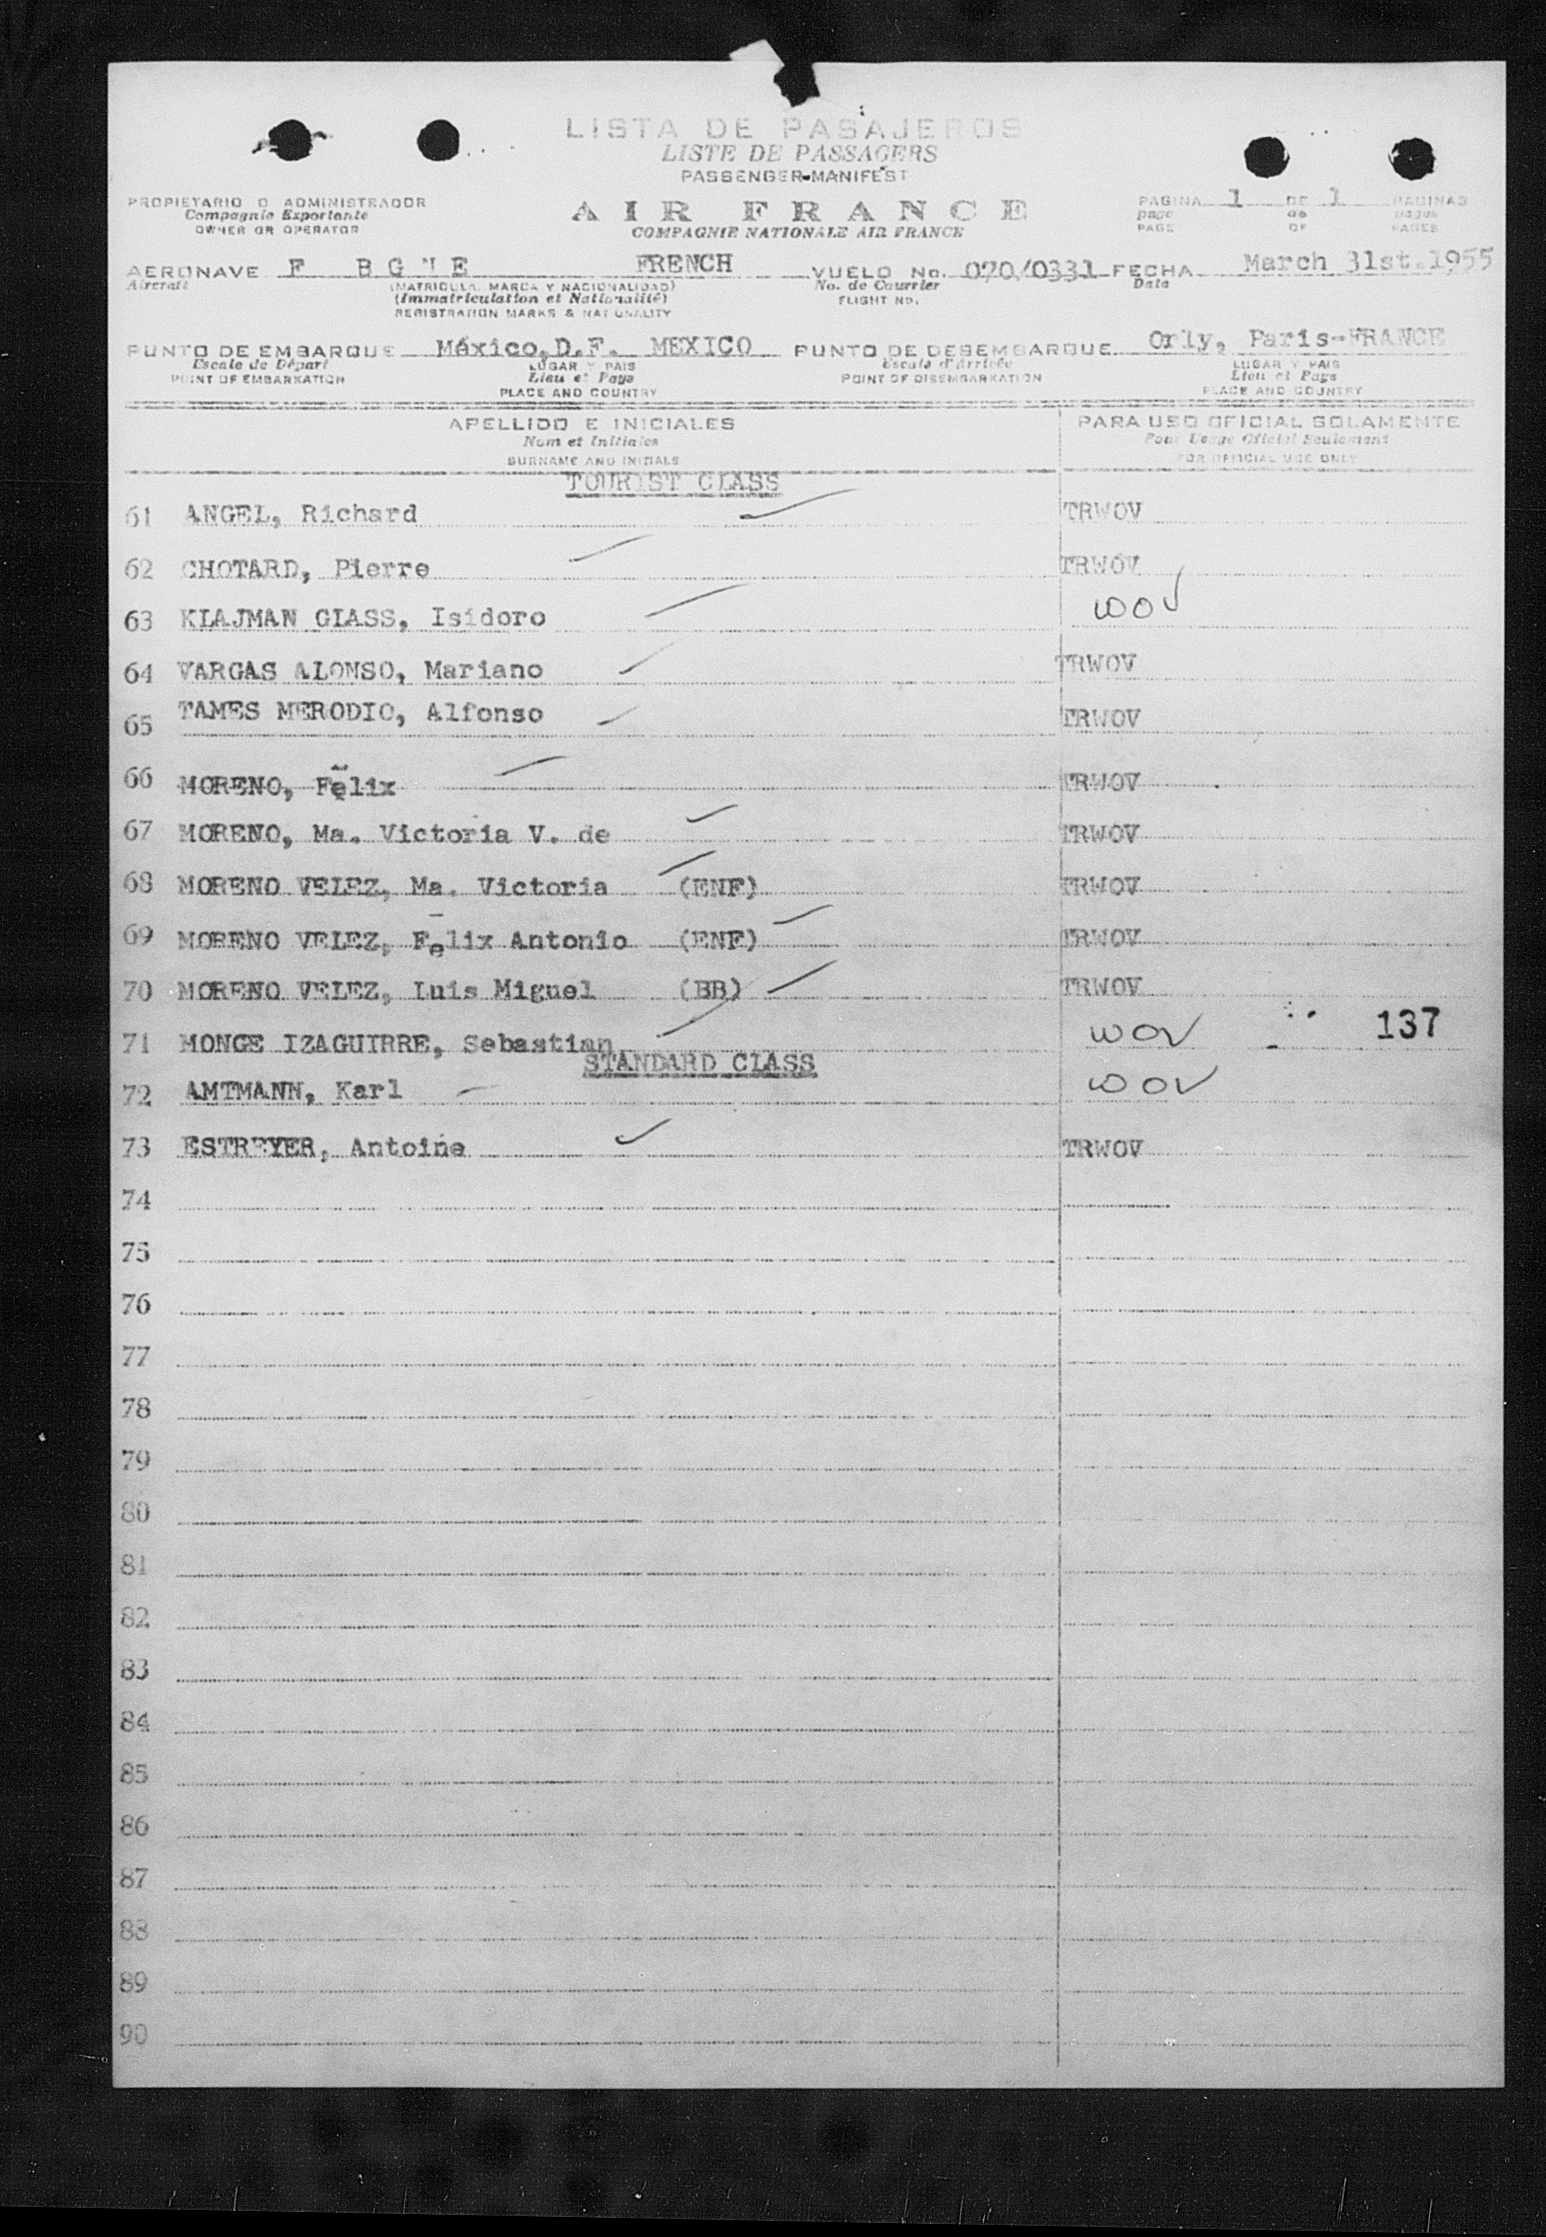 LISTA DE PASAJEROS
LISTE DE PASSAGERS
PASSENGER-MANIFEST
PROPIETARIO O ADMINISTRADOR
Compagnie Exportante
OWNER OR OPERATOR
AIR FRANCE
COMPAGNIE NATIONALE AIR FRANCE
PAGINA 1 DE 1 PAGINAS
page de pages
PAGE OF PAGES
AERONAVE F BG E FRENCH VUELO No. 070/0331 FECHA March 31st.1955
Aircraft (MATRICULA, MARCA Y NACIONALIDAD) No. de Courrier Date
(Immatriculation et Nationalité) FLIGHT NO.
REGISTRATION MARKS & NATIONALITY
PUNTO DE EMBARQUE México,D.F. MEXICO PUNTO DE DESEMBARQUE Orly, Paris-FRANCE
Escale de Départ LUGAR Y PAIS Escale d'Arrivée LUGAR Y PAIS
POINT OF EMBARKATION Lieu et Pays POINT OF DISEMBARKATION Lieu et Pays
PLACE AND COUNTRY PLACE AND COUNTRY
APELLIDO E INICIALES PARA USO OFICIAL SOLAMENTE
Nom et Initiales Pour Usage Officiel Seulement
SURNAME AND INITIALS FOR OFFICIAL USE ONLY
TOURIST CLASS
61 ANGEL, Richard TRWOV
62 CHOTARD, Pierre TRWOV
63 KLAJMAN GLASS, Isidoro WOV
64 VARGAS ALONSO, Mariano TRWOV
65 TAMES MERODIO, Alfonso TRWOV
66 MORENO, Felix TRWOV
67 MORENO, Ma. Victoria V. de TRWOV
68 MORENO VELEZ, Ma. Victoria (ENF) TRWOV
69 MORENO VELEZ, Felix Antonio (ENF) TRWOV
70 MORENO VELEZ, Luis Miguel (BB) TRWOV
71 MONGE IZAGUIRRE, Sebastian WOV 137
STANDARD CLASS
72 AMTMANN, Karl WOV
73 ESTREYER, Antoine TRWOV
74
75
76
77
78
79
80
81
82
83
84
85
86
87
88
89
90